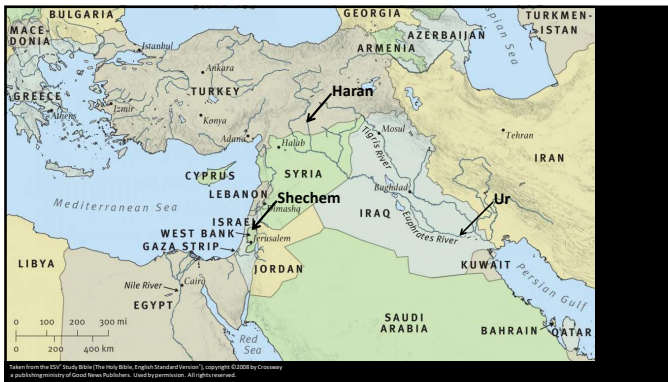 BULGARIA
GEORGIA
TURKMEN-
ISTAN
MACE-
DONIA
Istanbul
ARMENIA
AZERBAIJAN
Caspian Sea
Ankara
TURKEY
GREECE
Athens
Izmir
Konya
Adana
Haran
Halab
Mosul
Tigris River
Tehran
IRAN
CYPRUS
SYRIA
LEBANON
Dimashq
Shechem
Baghdad
Ur
Mediterranean Sea
ISRAEL
WEST BANK
Jerusalem
GAZA STRIP
IRAQ
Euphrates River
LIBYA
JORDAN
KUWAIT
Nile River
Cairo
EGYPT
Persian Gulf
SAUDI
ARABIA
BAHRAIN
QATAR
Red
Sea
0 100 200 300 mi
0 200 400 km
Taken from the ESV® Study Bible (The Holy Bible, English Standard Version®), copyright ©2008 by Crossway
a publishing ministry of Good News Publishers. Used by permission. All rights reserved.